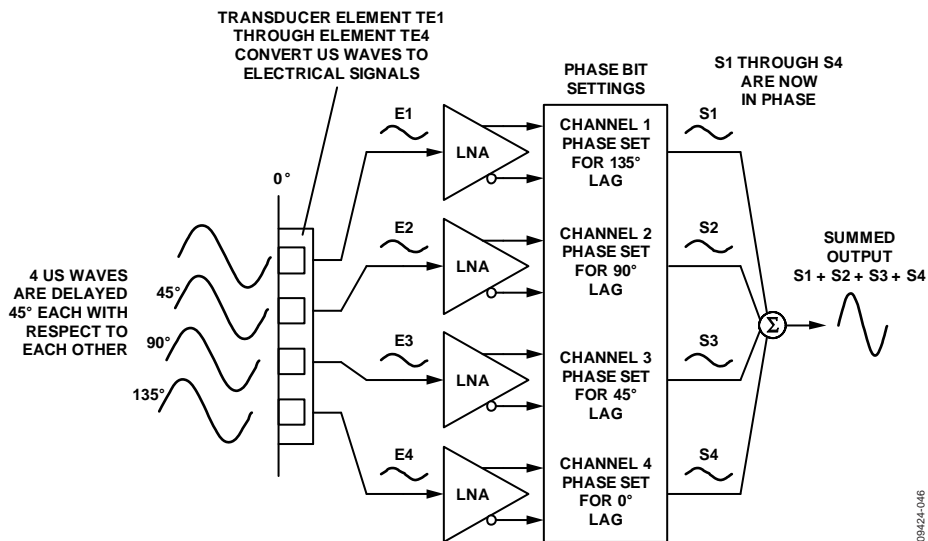 TRANSDUCER ELEMENT TE1
THROUGH ELEMENT TE4
CONVERT US WAVES TO
ELECTRICAL SIGNALS
PHASE BIT
SETTINGS
S1 THROUGH S4
ARE NOW
IN PHASE
0°
4 US WAVES
ARE DELAYED
45° EACH WITH
RESPECT TO
EACH OTHER
45°
90°
135°
E1
LNA
CHANNEL 1
PHASE SET
FOR 135°
LAG
S1
E2
LNA
CHANNEL 2
PHASE SET
FOR 90°
LAG
S2
E3
LNA
CHANNEL 3
PHASE SET
FOR 45°
LAG
S3
E4
LNA
CHANNEL 4
PHASE SET
FOR 0°
LAG
S4
Σ
SUMMED
OUTPUT
S1 + S2 + S3 + S4
09424-046